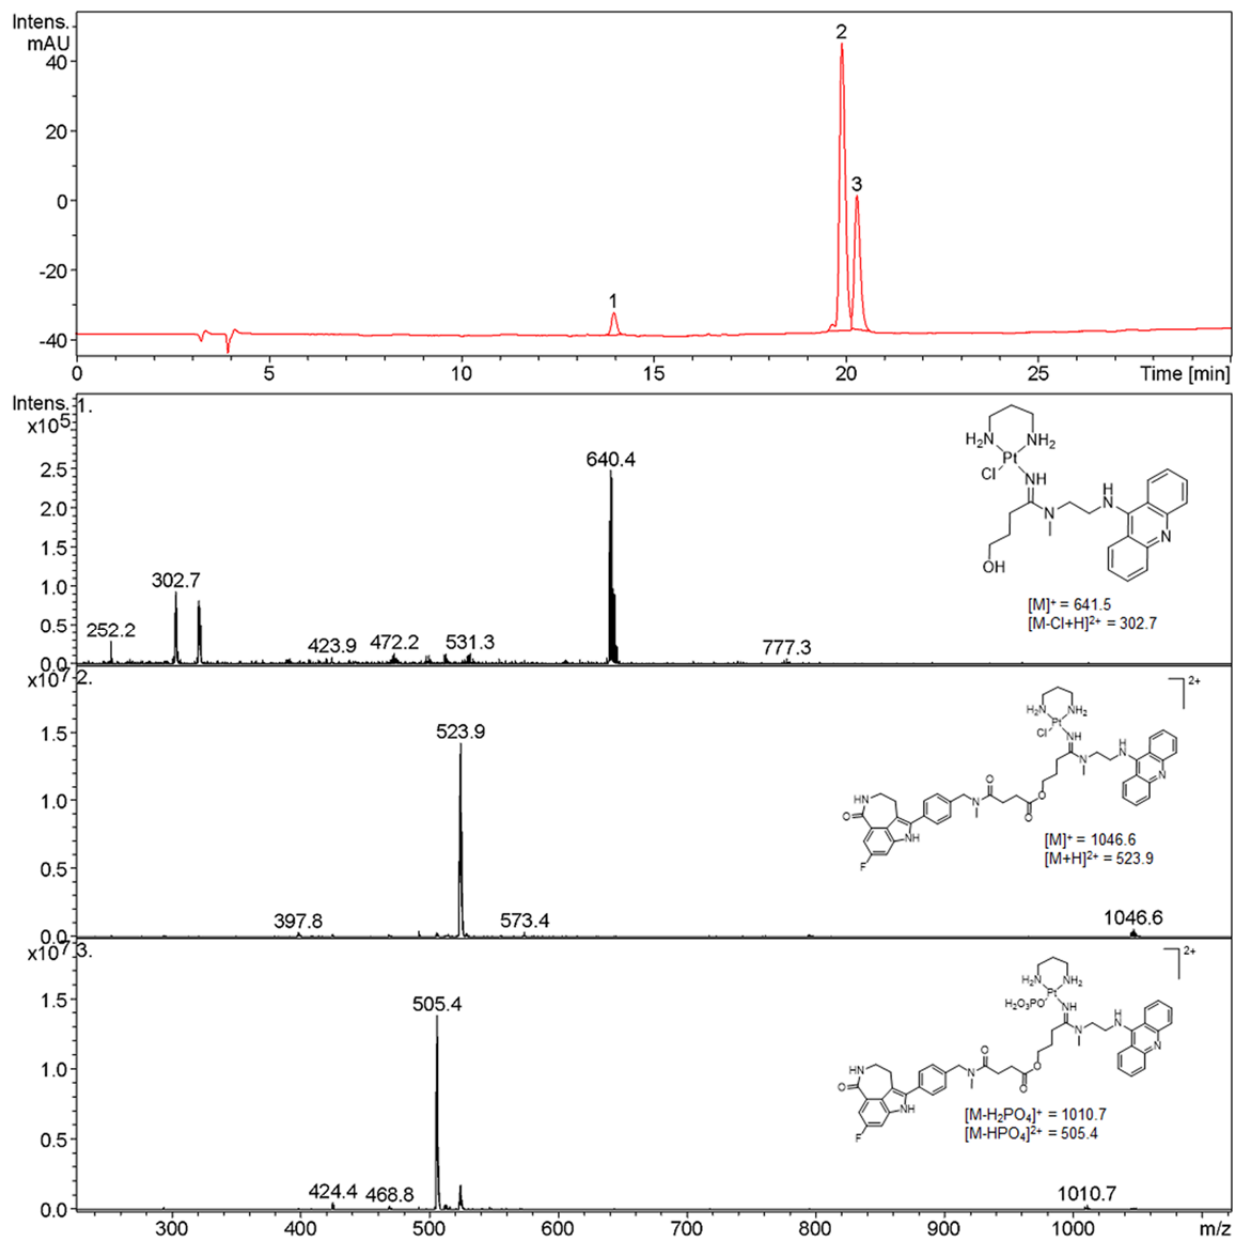 Intens.
mAU
40
20
0
-20
-40
1
2
3
0 5 10 15 20 25 Time [min]
Intens.
x10⁵
1.
2.5
2.0
1.5
1.0
0.5
0.0
252.2
302.7
423.9
472.2
531.3
640.4
777.3
H₂N NH₂
Pt
Cl
NH
H
N
N
N
OH
[M]⁺ = 641.5
[M-Cl+H]²⁺ = 302.7
x10⁷
2.
1.5
1.0
0.5
0.0
397.8
523.9
573.4
1046.6
2+
H₂N NH₂
Pt
Cl
NH
H
N
N
N
O
N
O
O
HN
O
NH
F
[M]⁺ = 1046.6
[M+H]²⁺ = 523.9
x10⁷
3.
1.5
1.0
0.5
0.0
424.4
468.8
505.4
1010.7
2+
H₂N NH₂
Pt
H₂O₃PO
NH
H
N
N
N
O
N
O
O
HN
O
NH
F
[M-H₂PO₄]⁺ = 1010.7
[M-HPO₄]²⁺ = 505.4
300 400 500 600 700 800 900 1000 m/z